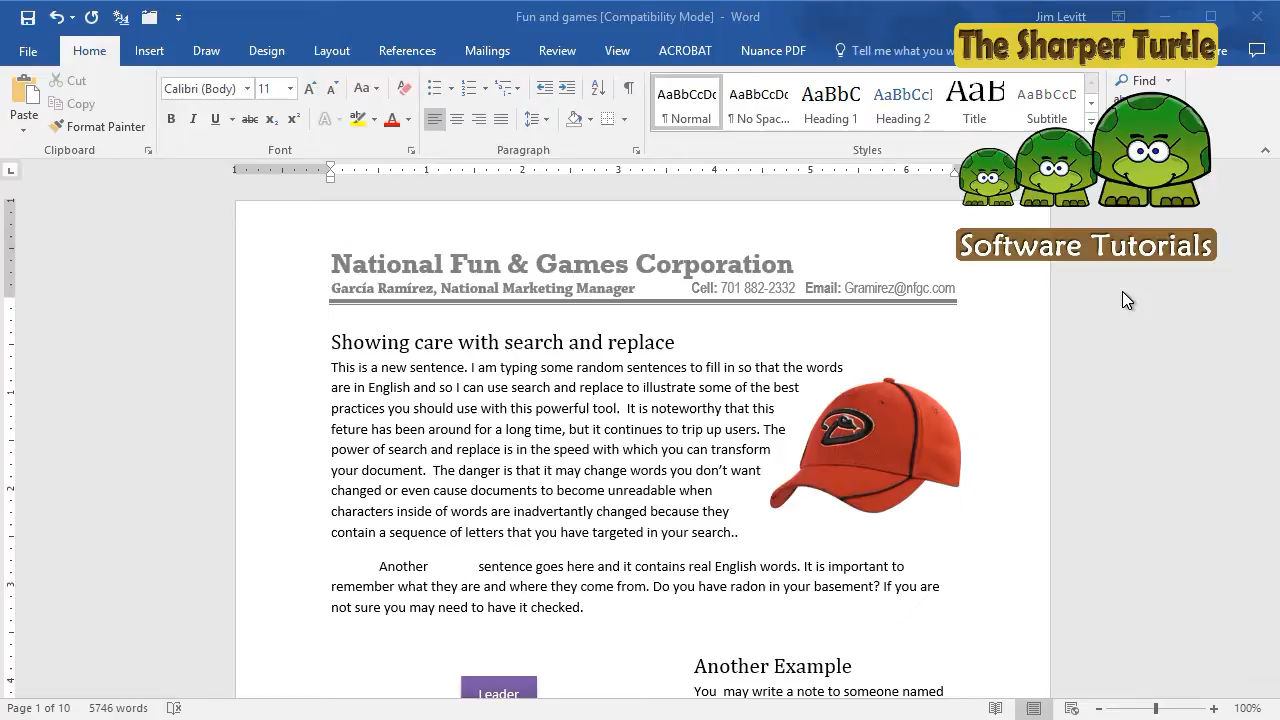 Fun and games [Compatibility Mode] - Word
Jim Levitt
File Home Insert Draw Design Layout References Mailings Review View ACROBAT Nuance PDF Tell me what you
The Sharper Turtle
Paste
Cut
Copy
Format Painter
Clipboard
Calibri (Body) 11
Aa
B I U abc X2 X2 A A
Font
Paragraph
AaBbCcDc AaBbCcDc AaBbC AaBbCcI AaB AaBbCcD
¶ Normal ¶ No Spac... Heading 1 Heading 2 Title Subtitle
Styles
Find
Software Tutorials
1 1 2 3 4 5 6
National Fun & Games Corporation
García Ramírez, National Marketing Manager Cell: 701 882-2332 Email: Gramirez@nfgc.com
Showing care with search and replace
This is a new sentence. I am typing some random sentences to fill in so that the words
are in English and so I can use search and replace to illustrate some of the best
practices you should use with this powerful tool. It is noteworthy that this
feture has been around for a long time, but it continues to trip up users. The
power of search and replace is in the speed with which you can transform
your document. The danger is that it may change words you don’t want
changed or even cause documents to become unreadable when
characters inside of words are inadvertantly changed because they
contain a sequence of letters that you have targeted in your search..
Another sentence goes here and it contains real English words. It is important to
remember what they are and where they come from. Do you have radon in your basement? If you are
not sure you may need to have it checked.
Leader
Another Example
You may write a note to someone named
Page 1 of 10 5746 words
100%